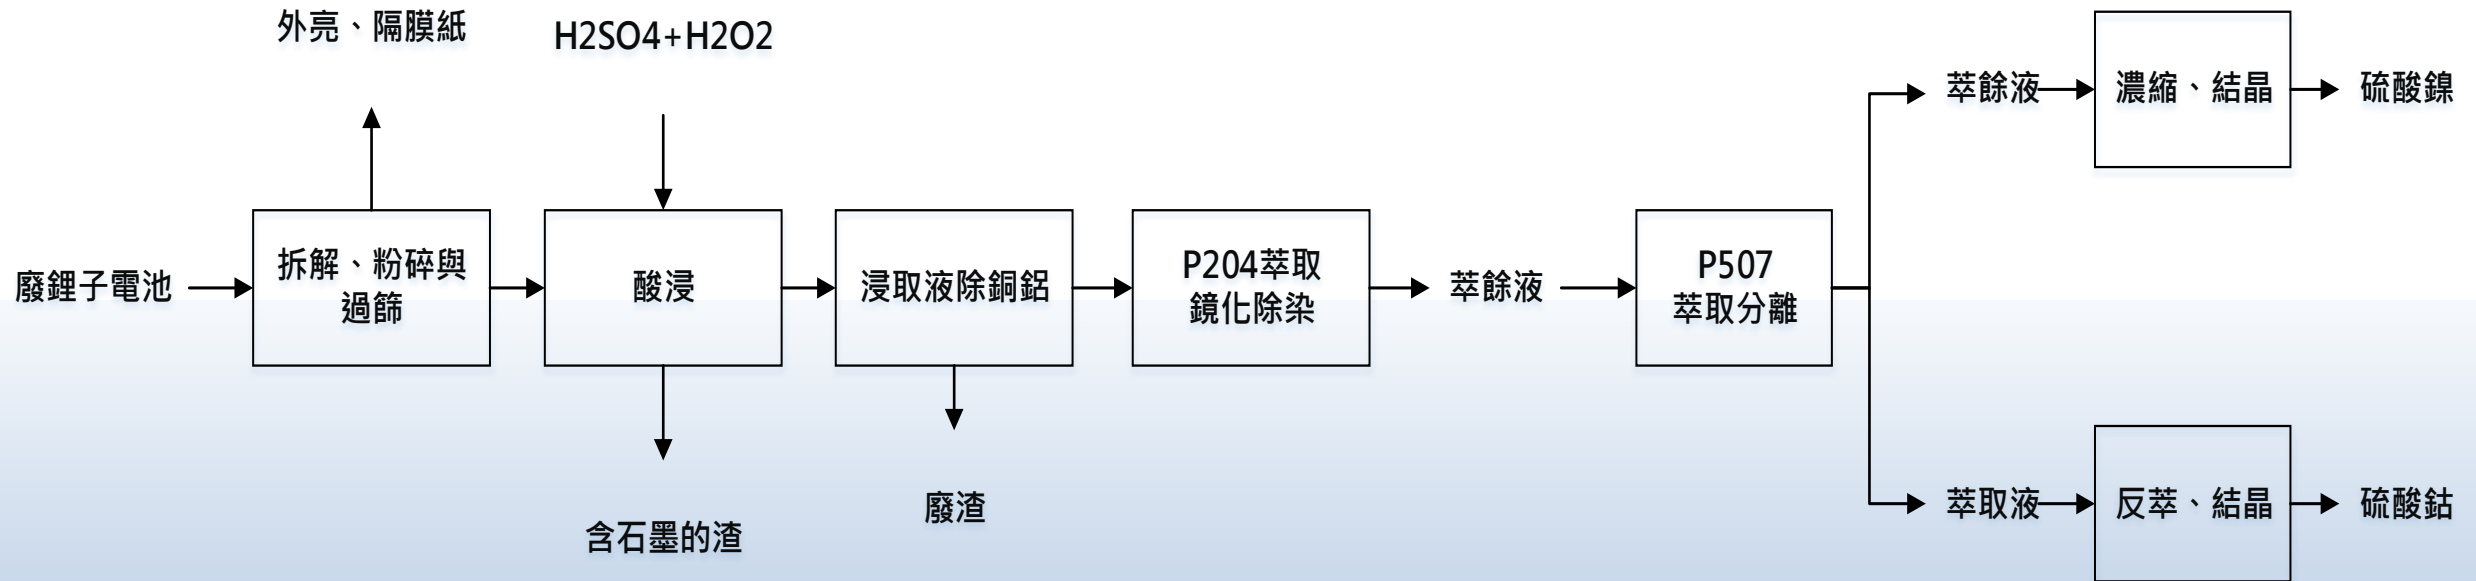 外亮、隔膜紙
H2SO4+H2O2
廢鋰子電池
拆解、粉碎與
過篩
酸浸
浸取液除銅鋁
P204萃取
鏡化除染
萃餘液
P507
萃取分離
萃餘液
濃縮、結晶
硫酸鎳
萃取液
反萃、結晶
硫酸鈷
含石墨的渣
廢渣